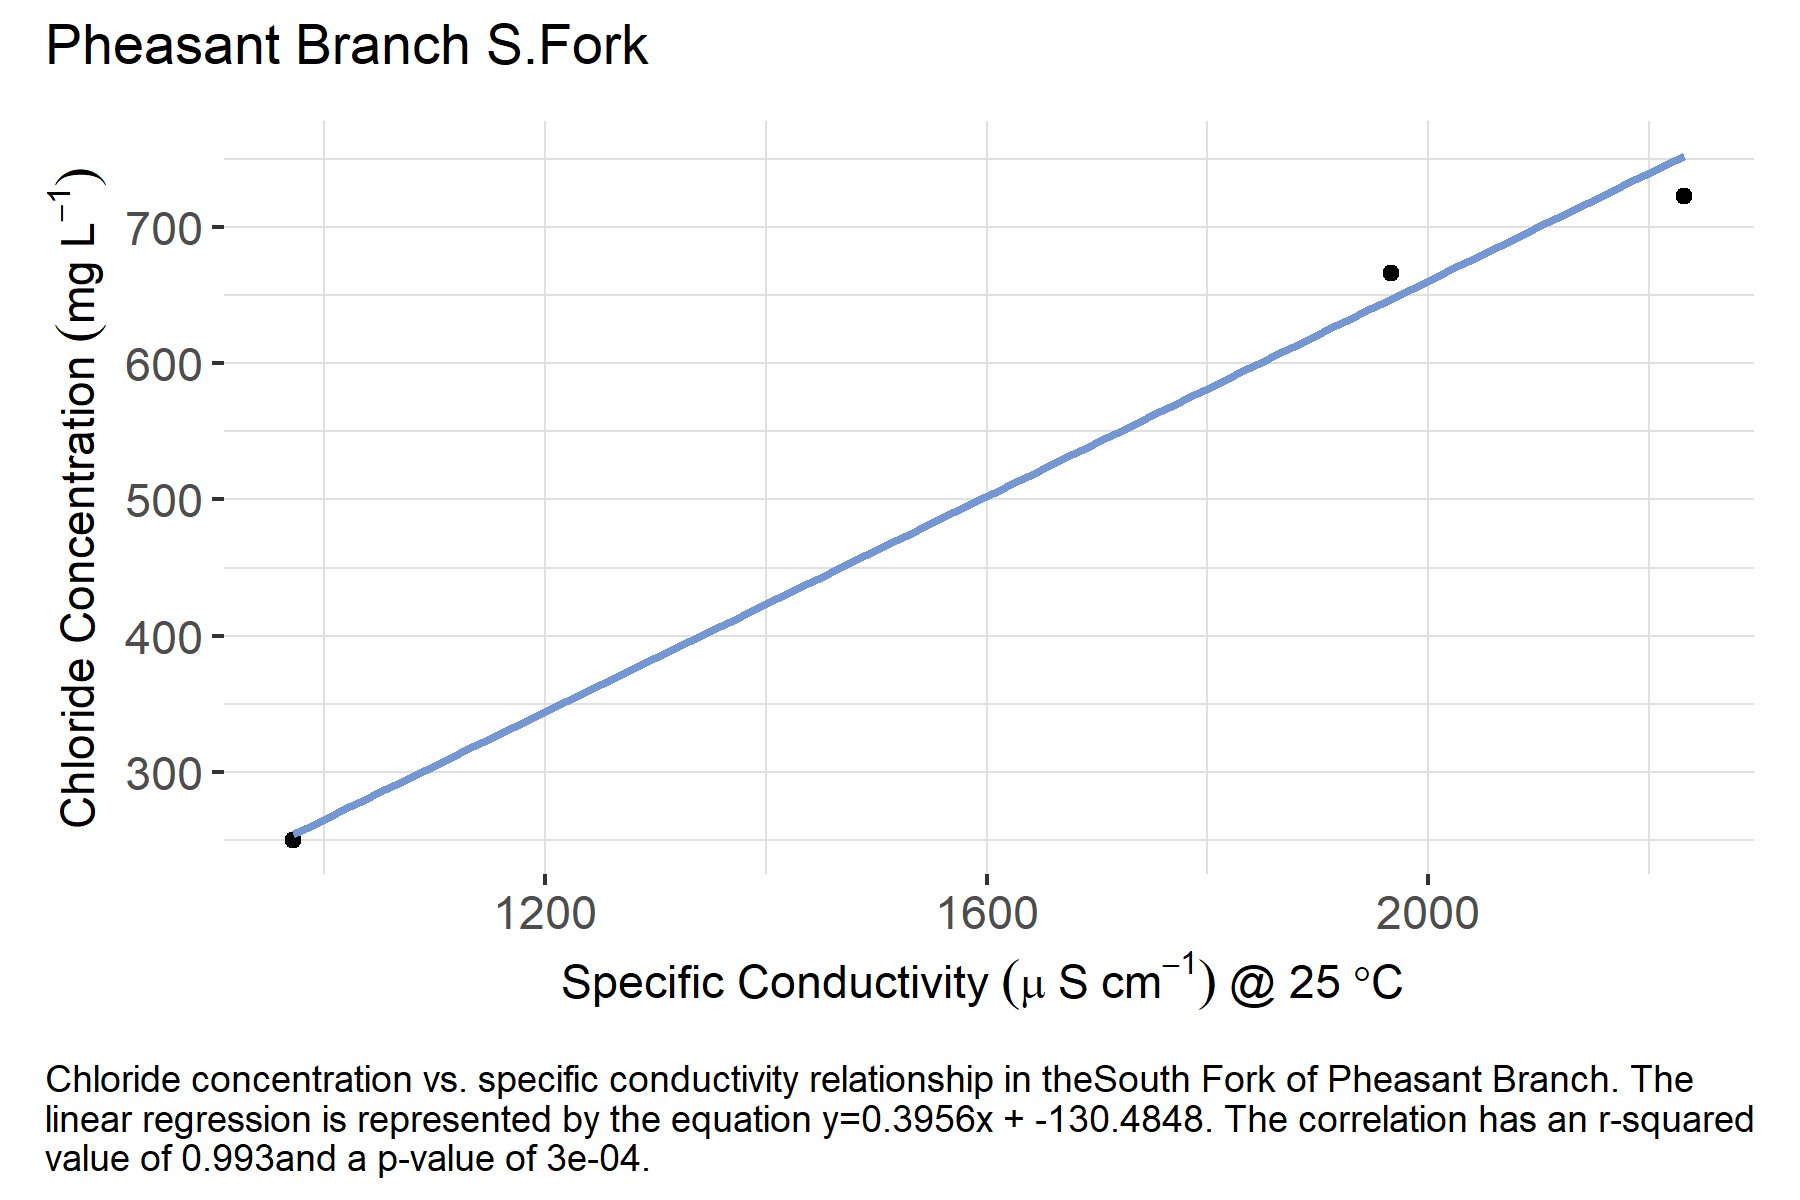 Pheasant Branch S.Fork
Chloride Concentration (mg L⁻¹)
700
600
500
400
300
1200 1600 2000
Specific Conductivity (μ S cm⁻¹) @ 25 °C
Chloride concentration vs. specific conductivity relationship in theSouth Fork of Pheasant Branch. The
linear regression is represented by the equation y=0.3956x + -130.4848. The correlation has an r-squared
value of 0.993and a p-value of 3e-04.